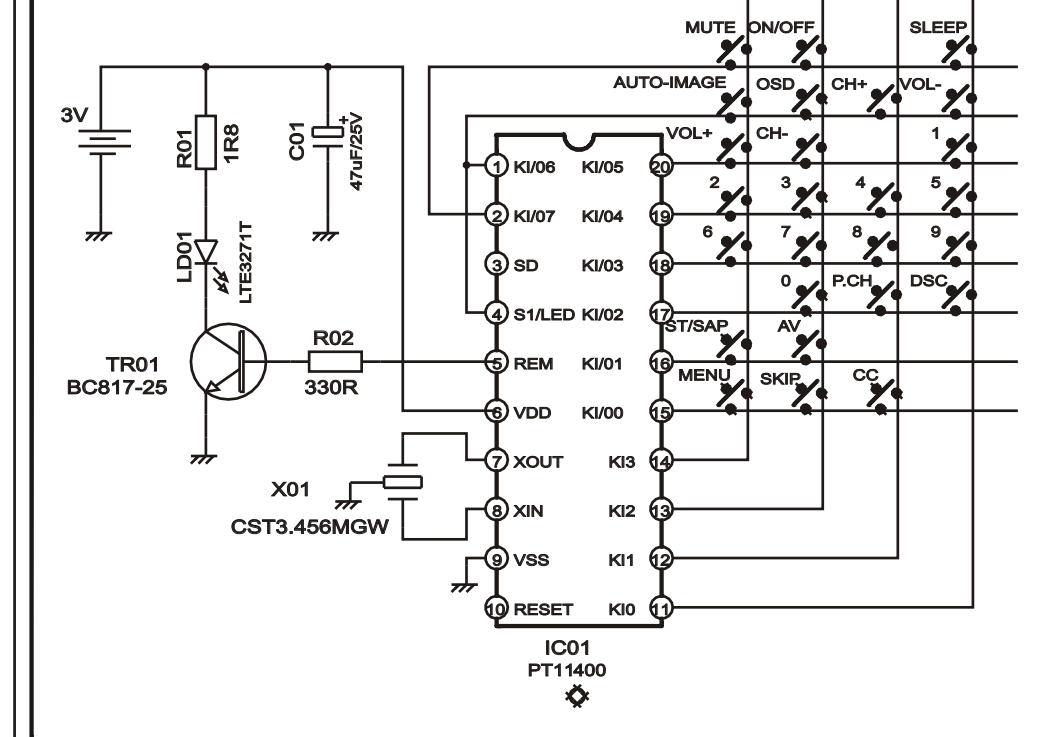 MUTE ON/OFF SLEEP
AUTO-IMAGE OSD CH+ VOL-
VOL+ CH- 1
2 3 4 5
6 7 8 9
0 P.CH DSC
ST/SAP AV
MENU SKIP CC
3V
R01
1R8
C01
+
47uF/25V
LD01
LTE3271T
TR01
BC817-25
R02
330R
X01
CST3.456MGW
1 KI/06 KI/05 20
2 KI/07 KI/04 19
3 SD KI/03 18
4 S1/LED KI/02 17
5 REM KI/01 16
6 VDD KI/00 15
7 XOUT KI3 14
8 XIN KI2 13
9 VSS KI1 12
10 RESET KI0 11
IC01
PT11400